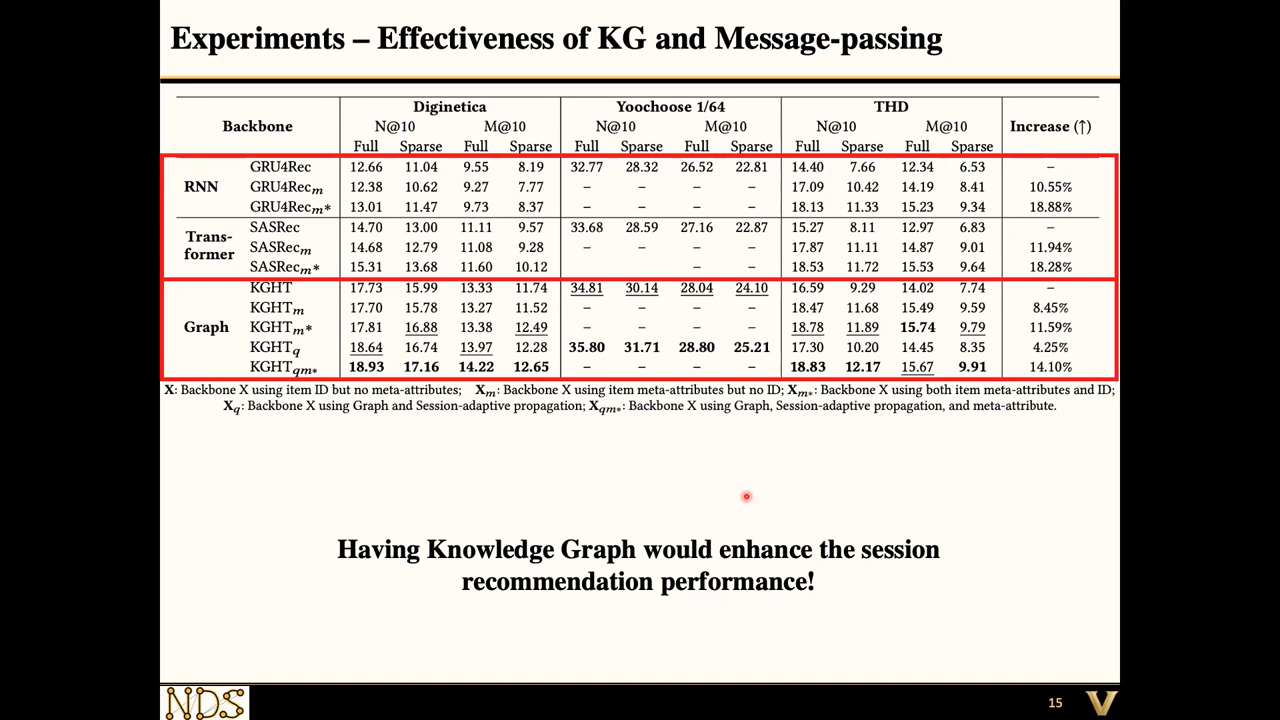 Experiments – Effectiveness of KG and Message-passing
Backbone Diginetica Yoochoose 1/64 THD Increase (↑)
N@10 M@10 N@10 M@10 N@10 M@10
Full Sparse Full Sparse Full Sparse Full Sparse Full Sparse Full Sparse
RNN
GRU4Rec 12.66 11.04 9.55 8.19 32.77 28.32 26.52 22.81 14.40 7.66 12.34 6.53 –
GRU4Recm 12.38 10.62 9.27 7.77 – – – – 17.09 10.42 14.19 8.41 10.55%
GRU4Recm* 13.01 11.47 9.73 8.37 – – – – 18.13 11.33 15.23 9.34 18.88%
Trans-
former
SASRec 14.70 13.00 11.11 9.57 33.68 28.59 27.16 22.87 15.27 8.11 12.97 6.83 –
SASRecm 14.68 12.79 11.08 9.28 – – – – 17.87 11.11 14.87 9.01 11.94%
SASRecm* 15.31 13.68 11.60 10.12 – – 18.53 11.72 15.53 9.64 18.28%
Graph
KGHT 17.73 15.99 13.33 11.74 34.81 30.14 28.04 24.10 16.59 9.29 14.02 7.74 –
KGHTm 17.70 15.78 13.27 11.52 – – – – 18.47 11.68 15.49 9.59 8.45%
KGHTm* 17.81 16.88 13.38 12.49 – – – – 18.78 11.89 15.74 9.79 11.59%
KGHTq 18.64 16.74 13.97 12.28 35.80 31.71 28.80 25.21 17.30 10.20 14.45 8.35 4.25%
KGHTqm* 18.93 17.16 14.22 12.65 – – – – 18.83 12.17 15.67 9.91 14.10%
X: Backbone X using item ID but no meta-attributes; Xm: Backbone X using item meta-attributes but no ID; Xm*: Backbone X using both item meta-attributes and ID;
Xq: Backbone X using Graph and Session-adaptive propagation; Xqm*: Backbone X using Graph, Session-adaptive propagation, and meta-attribute.
Having Knowledge Graph would enhance the session
recommendation performance!
NDS 15 V